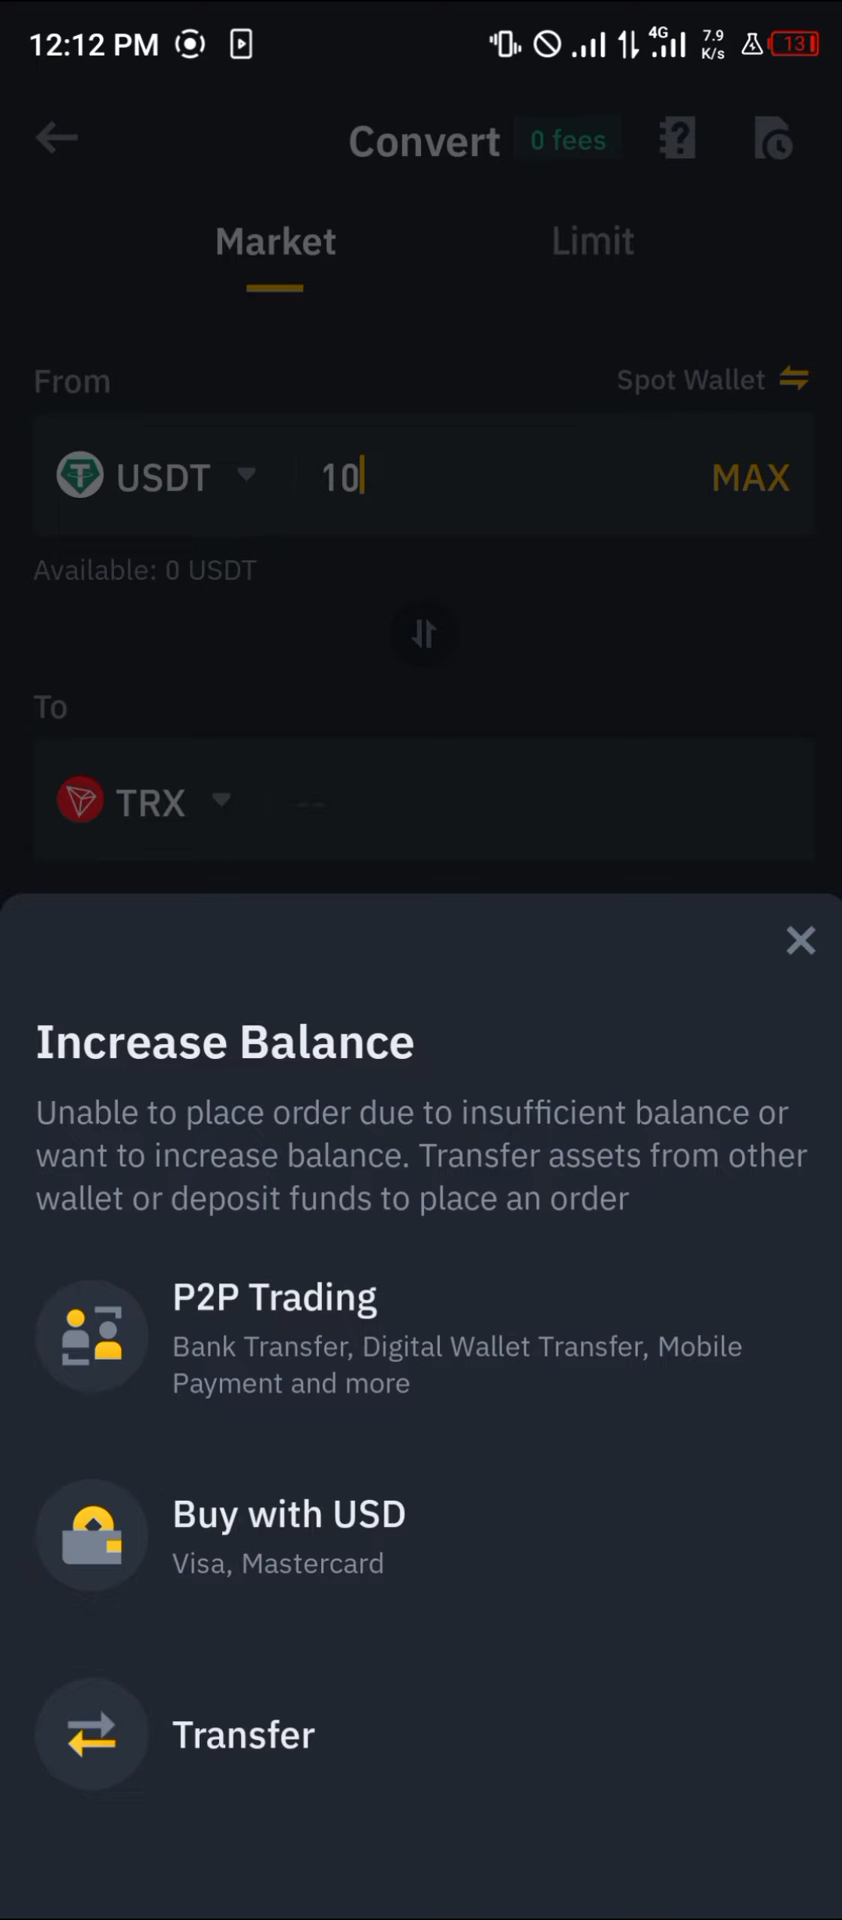 12:12 PM 4G 7.9 K/s 13
Convert 0 fees
Market Limit
From Spot Wallet
USDT 10 MAX
Available: 0 USDT
To
TRX --
Increase Balance
Unable to place order due to insufficient balance or
want to increase balance. Transfer assets from other
wallet or deposit funds to place an order
P2P Trading
Bank Transfer, Digital Wallet Transfer, Mobile
Payment and more
Buy with USD
Visa, Mastercard
Transfer